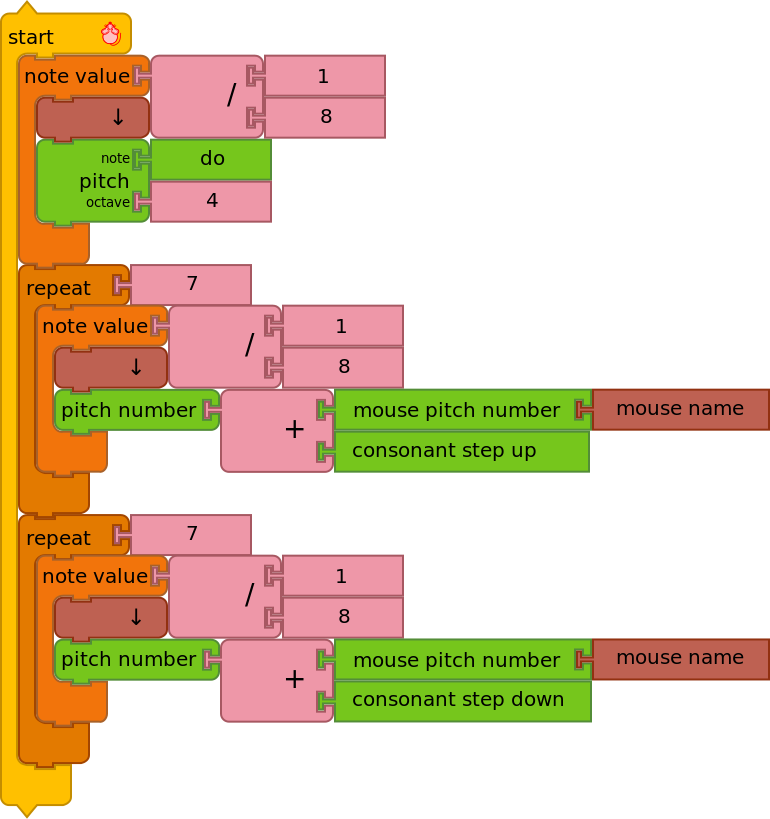 start
note value / 1
8
↓
note do
pitch
octave 4
repeat 7
note value / 1
8
↓
pitch number + mouse pitch number mouse name
consonant step up
repeat 7
note value / 1
8
↓
pitch number + mouse pitch number mouse name
consonant step down